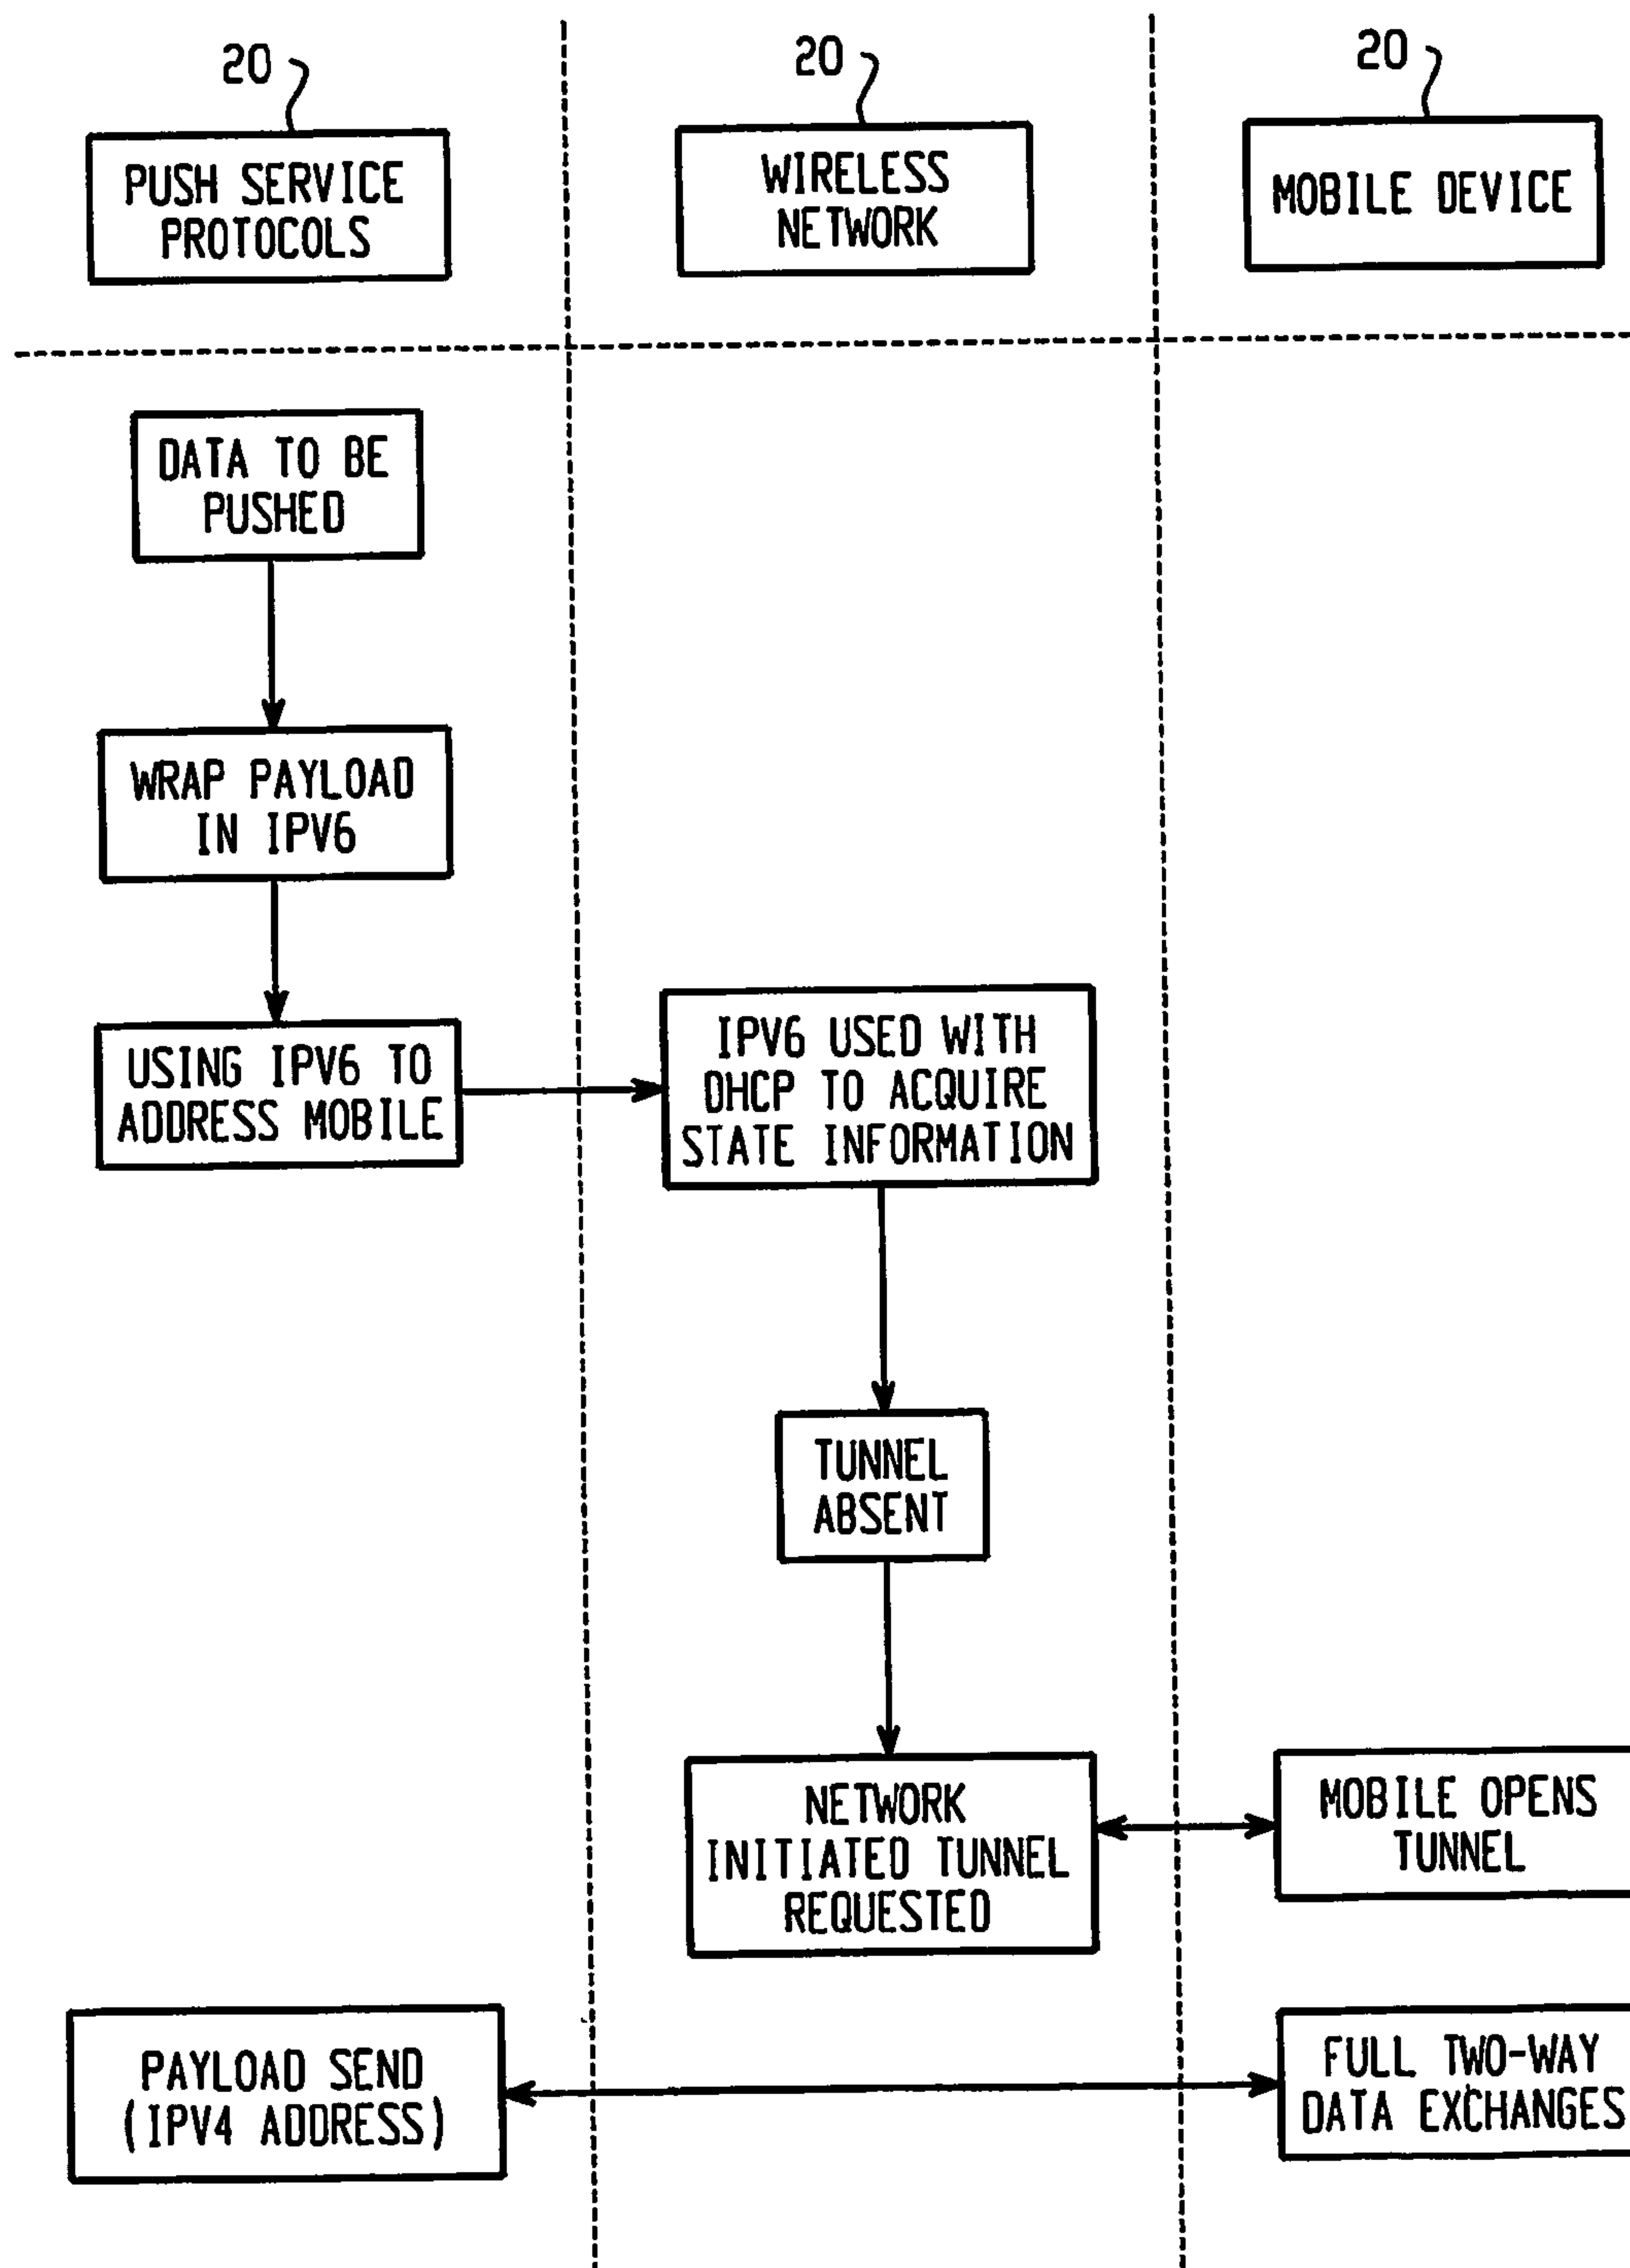 20
20
20
PUSH SERVICE
PROTOCOLS
WIRELESS
NETWORK
MOBILE DEVICE
DATA TO BE
PUSHED
WRAP PAYLOAD
IN IPV6
USING IPV6 TO
ADDRESS MOBILE
IPV6 USED WITH
DHCP TO ACQUIRE
STATE INFORMATION
TUNNEL
ABSENT
NETWORK
INITIATED TUNNEL
REQUESTED
MOBILE OPENS
TUNNEL
PAYLOAD SEND
(IPV4 ADDRESS)
FULL TWO-WAY
DATA EXCHANGES